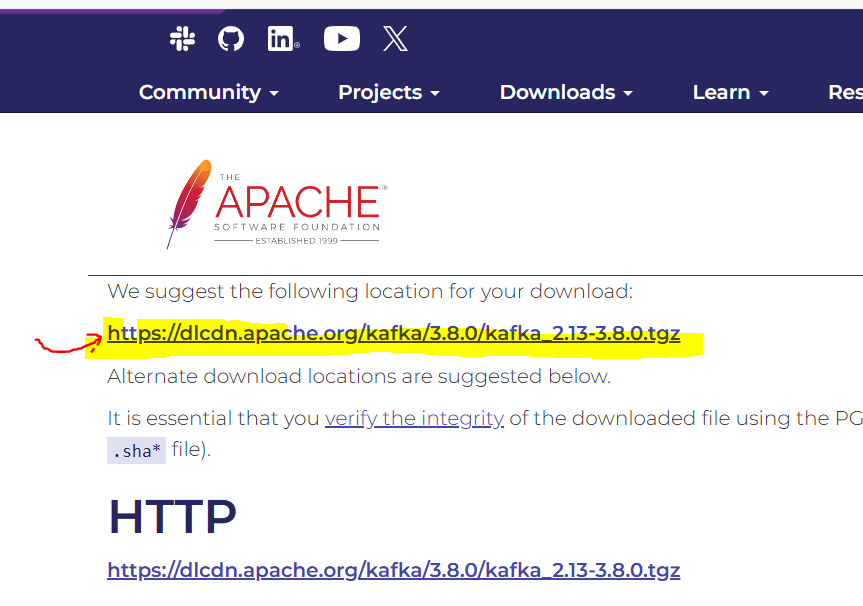 in
Community
Projects
Downloads
Learn
Res
THE
APACHE®
SOFTWARE FOUNDATION
ESTABLISHED 1999
We suggest the following location for your download:
https://dlcdn.apache.org/kafka/3.8.0/kafka_2.13-3.8.0.tgz
Alternate download locations are suggested below.
It is essential that you verify the integrity of the downloaded file using the PG
.sha* file).
HTTP
https://dlcdn.apache.org/kafka/3.8.0/kafka_2.13-3.8.0.tgz